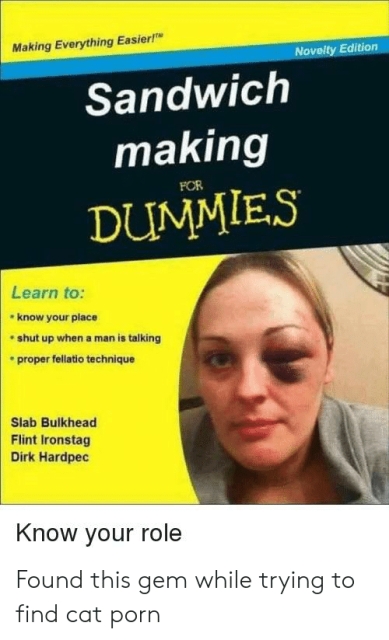 Making Everything Easier!™
Novelty Edition
Sandwich
making
FOR
DUMMIES
Learn to:
• know your place
• shut up when a man is talking
• proper fellatio technique
Slab Bulkhead
Flint Ironstag
Dirk Hardpec
Know your role
Found this gem while trying to
find cat porn